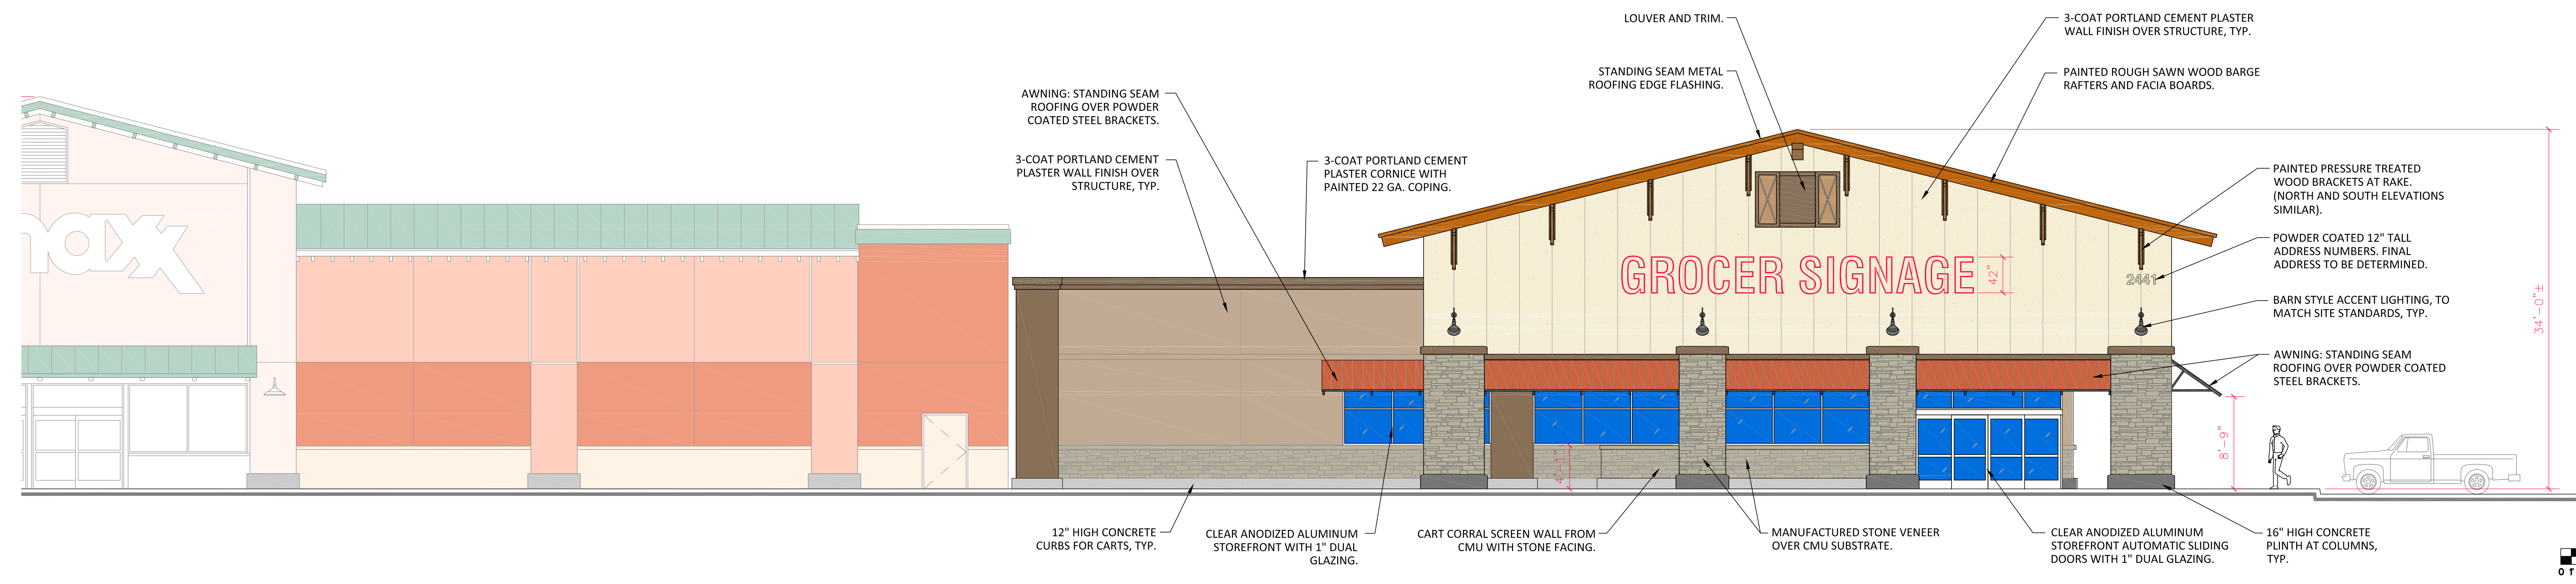 LOUVER AND TRIM.
3-COAT PORTLAND CEMENT PLASTER
WALL FINISH OVER STRUCTURE, TYP.
STANDING SEAM METAL
ROOFING EDGE FLASHING.
PAINTED ROUGH SAWN WOOD BARGE
RAFTERS AND FACIA BOARDS.
AWNING: STANDING SEAM
ROOFING OVER POWDER
COATED STEEL BRACKETS.
3-COAT PORTLAND CEMENT
PLASTER WALL FINISH OVER
STRUCTURE, TYP.
3-COAT PORTLAND CEMENT
PLASTER CORNICE WITH
PAINTED 22 GA. COPING.
PAINTED PRESSURE TREATED
WOOD BRACKETS AT RAKE.
(NORTH AND SOUTH ELEVATIONS
SIMILAR).
POWDER COATED 12" TALL
ADDRESS NUMBERS. FINAL
ADDRESS TO BE DETERMINED.
maxx
GROCER SIGNAGE
42"
2441
BARN STYLE ACCENT LIGHTING, TO
MATCH SITE STANDARDS, TYP.
34'-0"±
AWNING: STANDING SEAM
ROOFING OVER POWDER COATED
STEEL BRACKETS.
8'-9"
4'-1"
12" HIGH CONCRETE
CURBS FOR CARTS, TYP.
CLEAR ANODIZED ALUMINUM
STOREFRONT WITH 1" DUAL
GLAZING.
CART CORRAL SCREEN WALL FROM
CMU WITH STONE FACING.
MANUFACTURED STONE VENEER
OVER CMU SUBSTRATE.
CLEAR ANODIZED ALUMINUM
STOREFRONT AUTOMATIC SLIDING
DOORS WITH 1" DUAL GLAZING.
16" HIGH CONCRETE
PLINTH AT COLUMNS,
TYP.
0 1